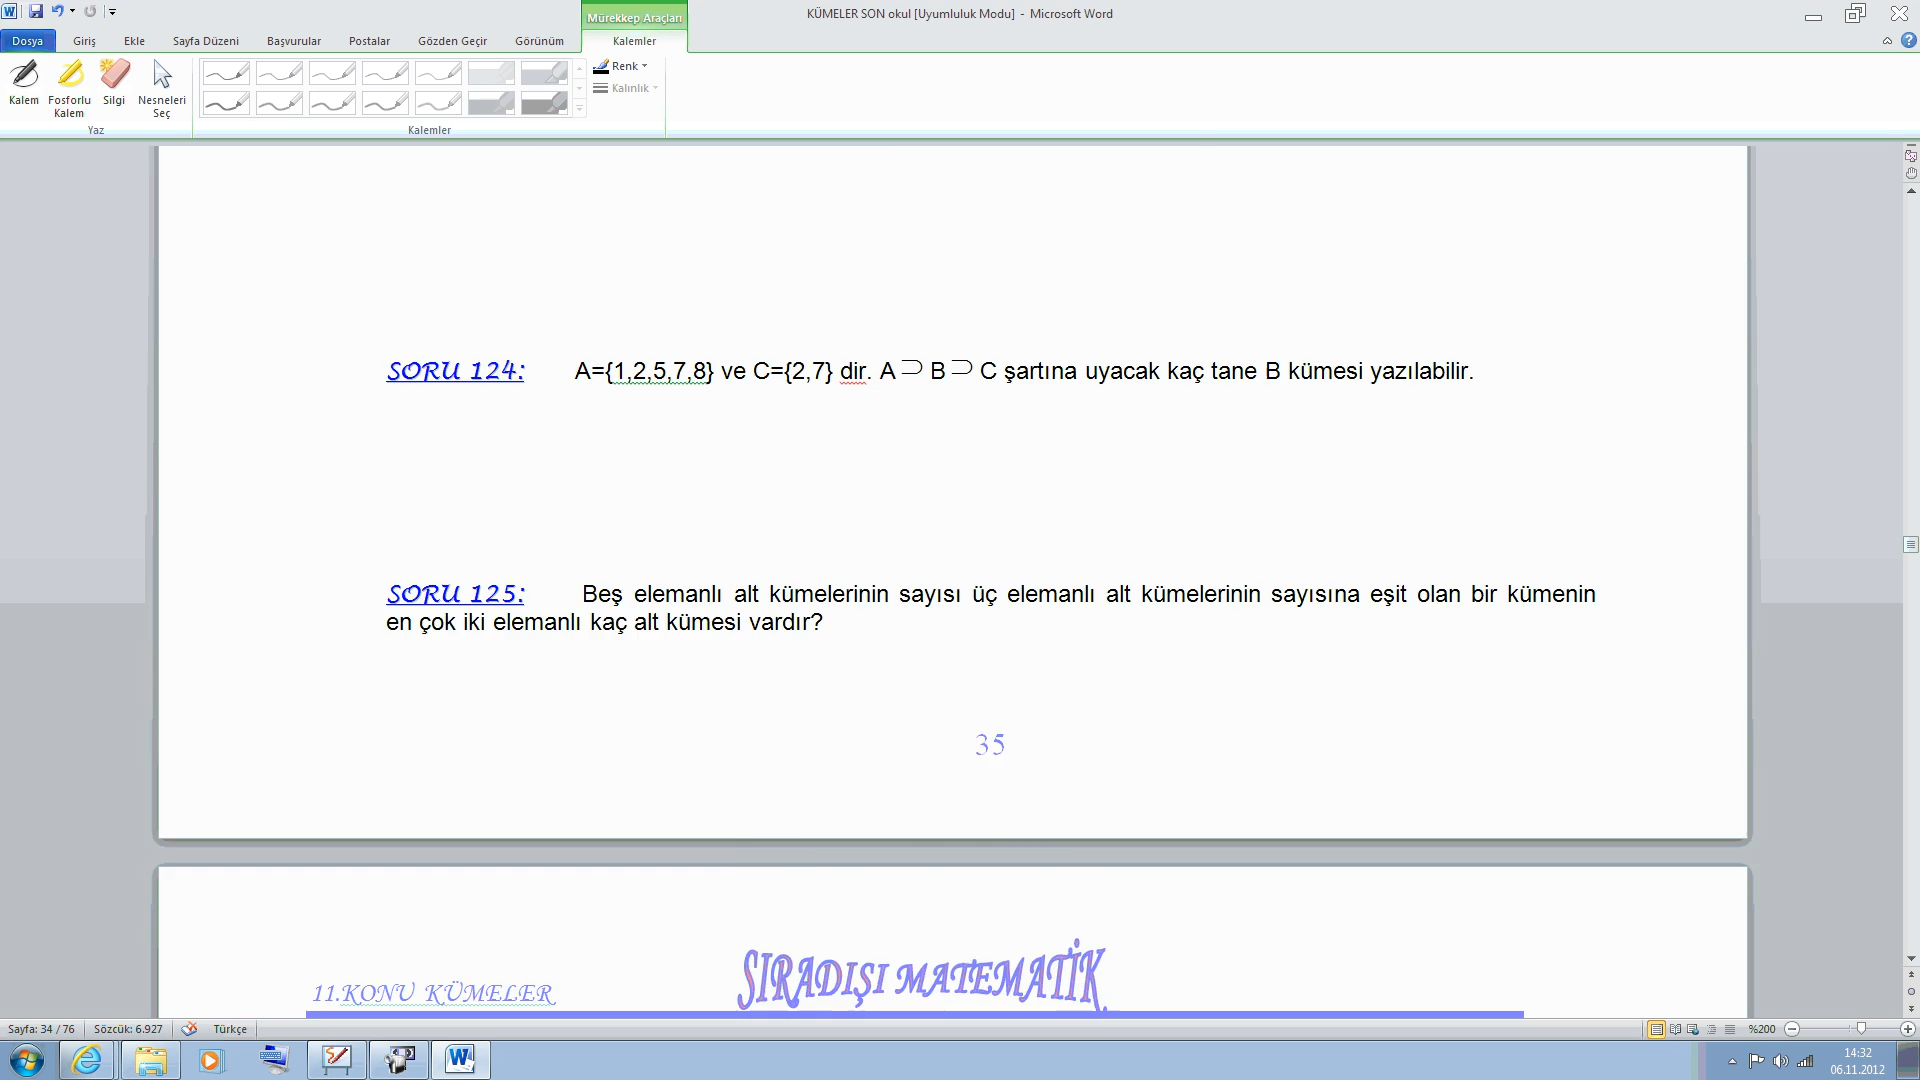 KÜMELER SON okul [Uyumluluk Modu] - Microsoft Word
Mürekkep Araçları
Dosya Giriş Ekle Sayfa Düzeni Başvurular Postalar Gözden Geçir Görünüm Kalemler
Kalem
Fosforlu Kalem
Silgi
Nesneleri Seç
Renk
Kalınlık
Yaz
Kalemler
SORU 124: A={1,2,5,7,8} ve C={2,7} dir. A ⊃ B ⊃ C şartına uyacak kaç tane B kümesi yazılabilir.
SORU 125: Beş elemanlı alt kümelerinin sayısı üç elemanlı alt kümelerinin sayısına eşit olan bir kümenin
en çok iki elemanlı kaç alt kümesi vardır?
35
SIRADIŞI MATEMATİK
11.KONU KÜMELER
Sayfa: 34 / 76 Sözcük: 6.927 Türkçe %200
14:32
06.11.2012